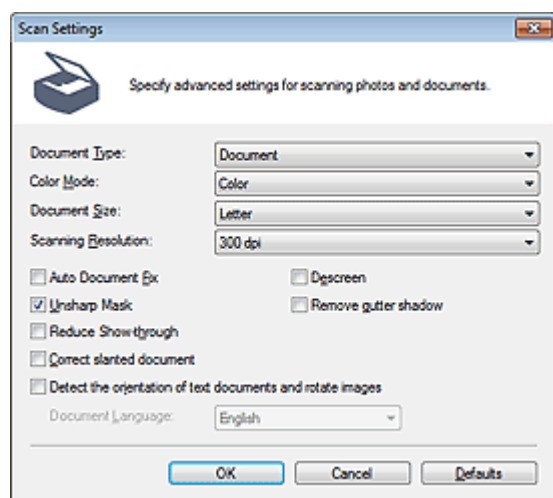 Scan Settings
Specify advanced settings for scanning photos and documents.
Document Type: Document
Color Mode: Color
Document Size: Letter
Scanning Resolution: 300 dpi
Auto Document Fix Descreen
Unsharp Mask Remove gutter shadow
Reduce Show-through
Correct slanted document
Detect the orientation of text documents and rotate images
Document Language: English
OK Cancel Defaults